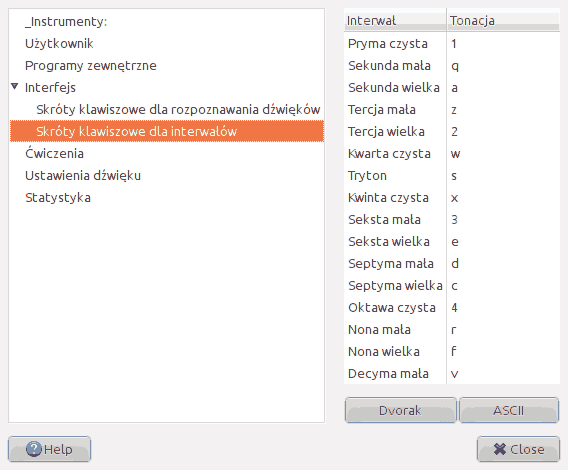 _Instrumenty:
Użytkownik
Programy zewnętrzne
Interfejs
Skróty klawiszowe dla rozpoznawania dźwięków
Skróty klawiszowe dla interwałów
Ćwiczenia
Ustawienia dźwięku
Statystyka
Interwał Tonacja
Pryma czysta 1
Sekunda mała q
Sekunda wielka a
Tercja mała z
Tercja wielka 2
Kwarta czysta w
Tryton s
Kwinta czysta x
Seksta mała 3
Seksta wielka e
Septyma mała d
Septyma wielka c
Oktawa czysta 4
Nona mała r
Nona wielka f
Decyma mała v
Dvorak ASCII
Help Close